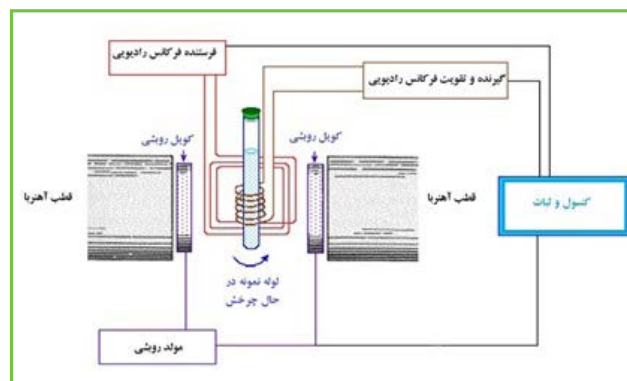 فرستنده فرکانس رادیویی
گیرنده و تقویت فرکانس رادیویی
کویل روبشی
کویل روبشی
قطب آهنربا
قطب آهنربا
کنسول و ثبات
لوله نمونه در
حال چرخش
مولد روبشی